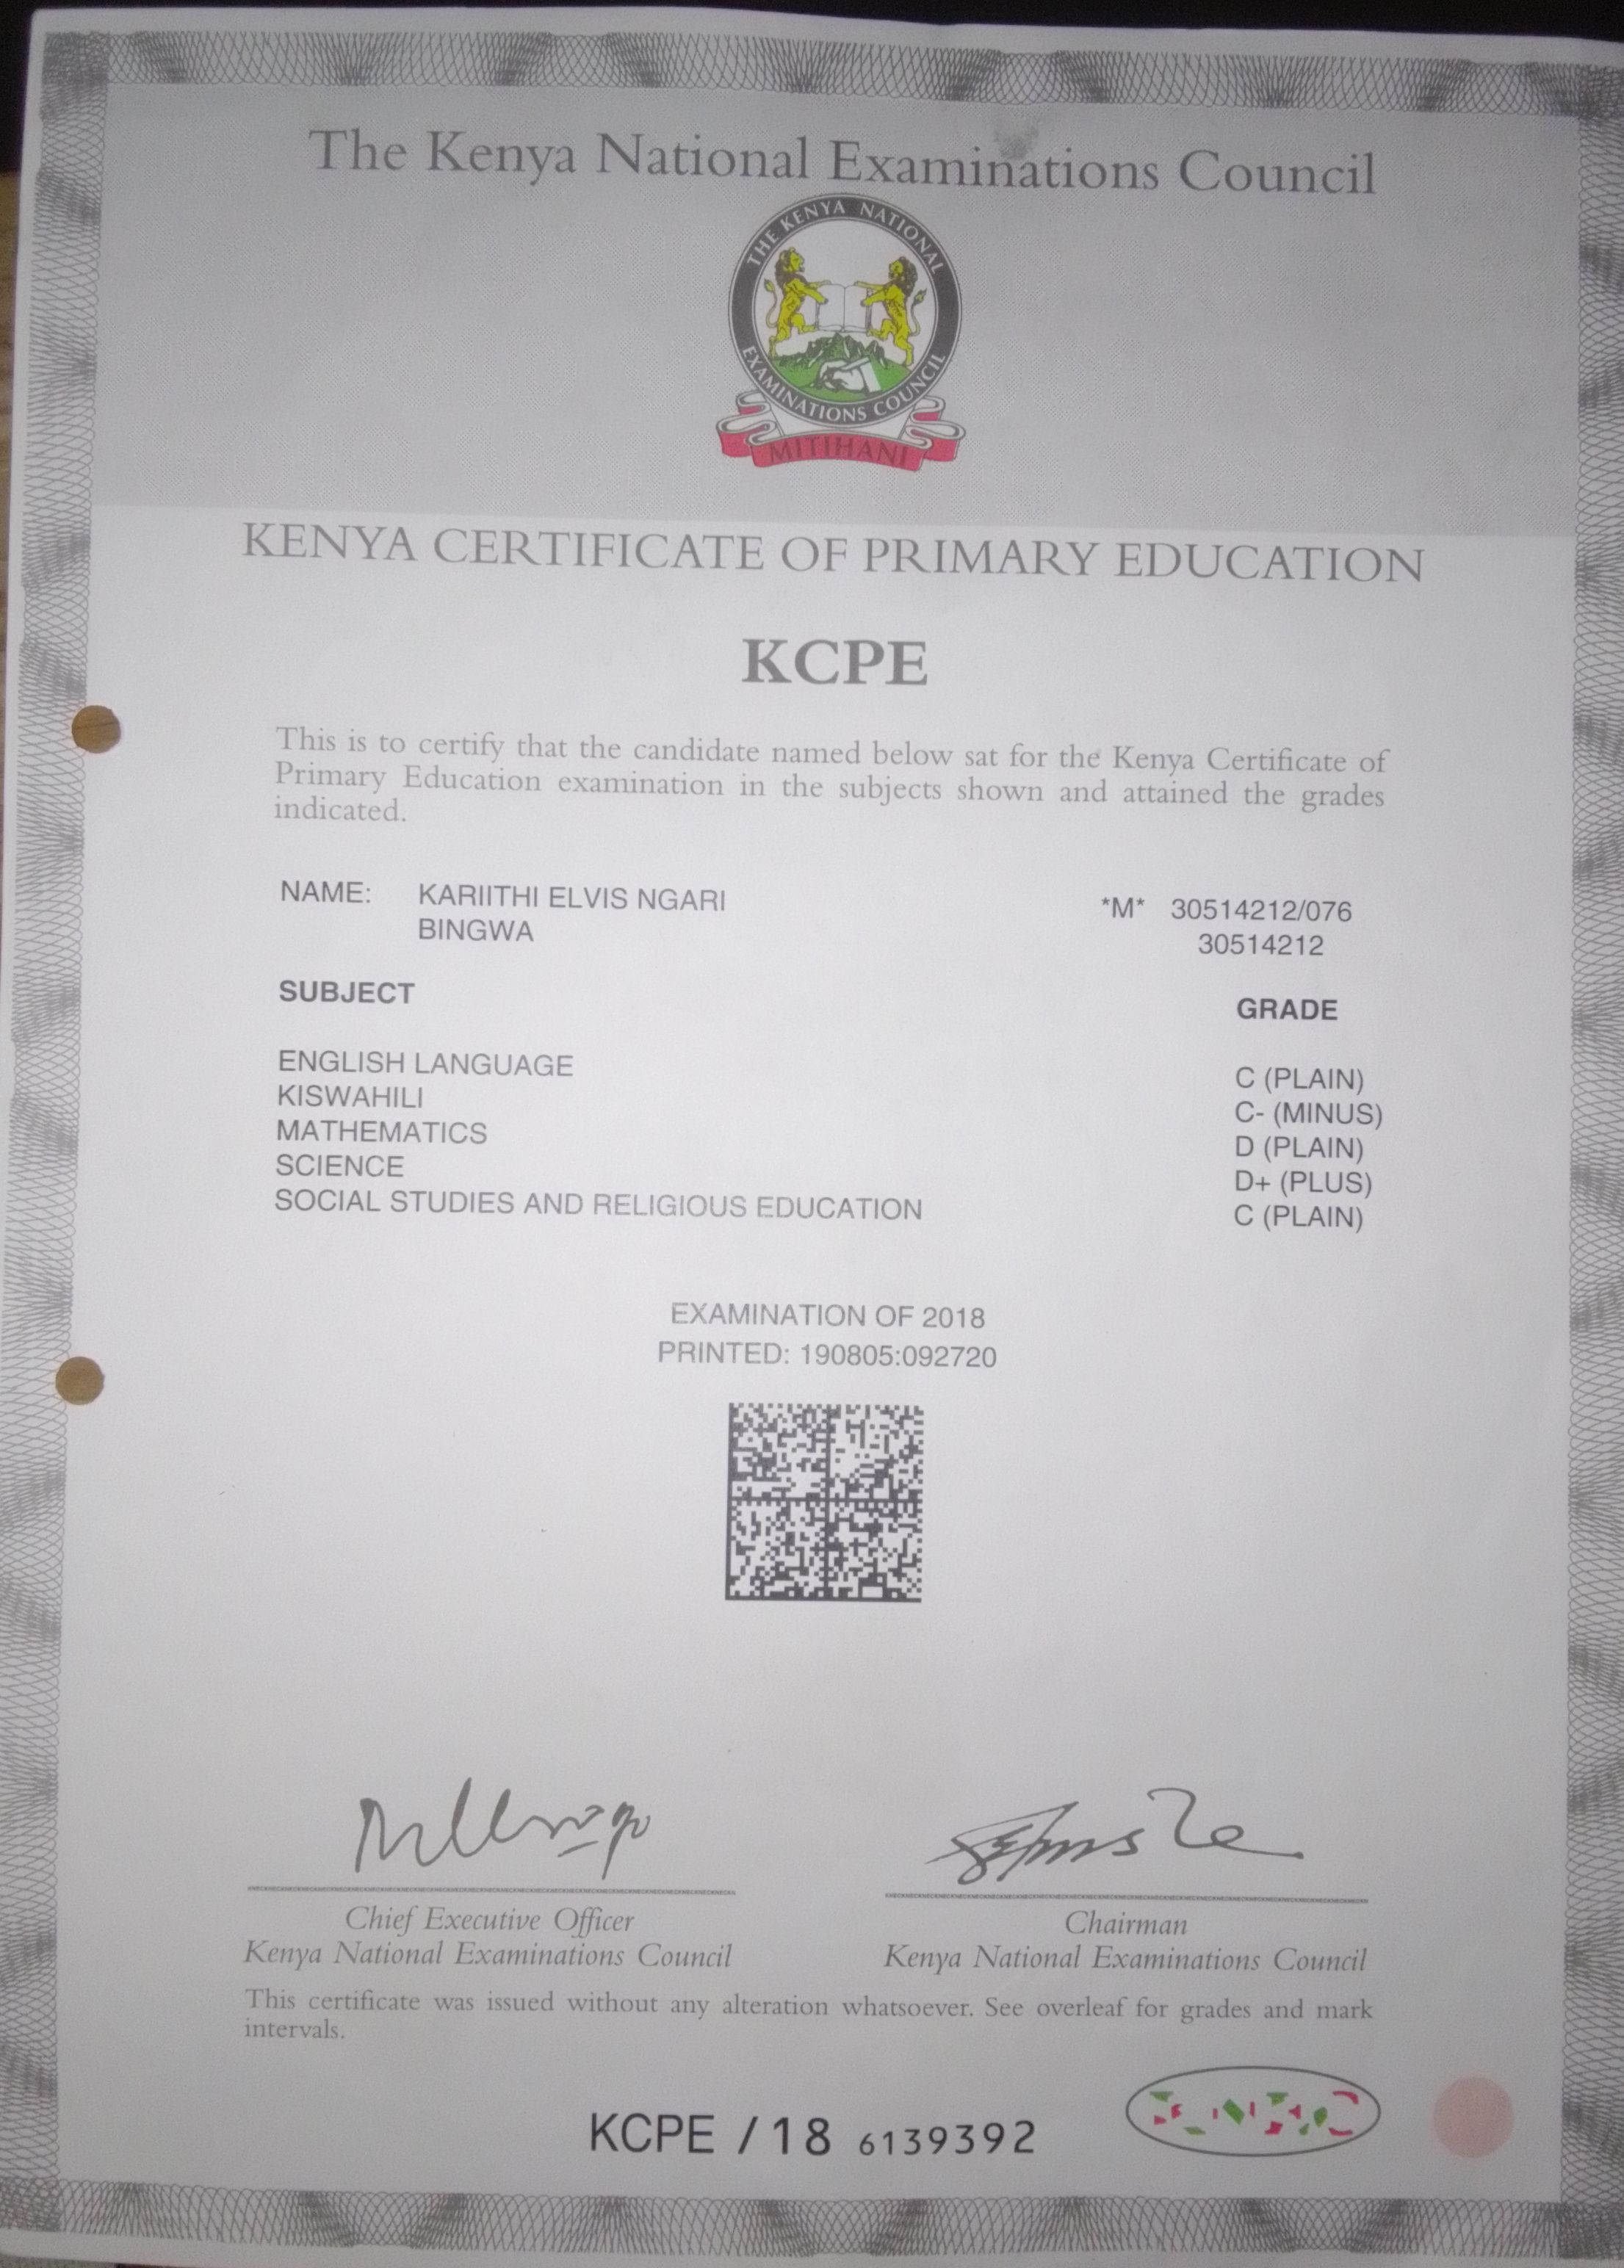 The Kenya National Examinations Council
THE KENYA NATIONAL
EXAMINATIONS COUNCIL
MITIHANI
KENYA CERTIFICATE OF PRIMARY EDUCATION
KCPE
This is to certify that the candidate named below sat for the Kenya Certificate of
Primary Education examination in the subjects shown and attained the grades
indicated.
NAME: KARIITHI ELVIS NGARI *M* 30514212/076
BINGWA 30514212
SUBJECT GRADE
ENGLISH LANGUAGE C (PLAIN)
KISWAHILI C- (MINUS)
MATHEMATICS D (PLAIN)
SCIENCE D+ (PLUS)
SOCIAL STUDIES AND RELIGIOUS EDUCATION C (PLAIN)
EXAMINATION OF 2018
PRINTED: 190805:092720
Chief Executive Officer Chairman
Kenya National Examinations Council Kenya National Examinations Council
This certificate was issued without any alteration whatsoever. See overleaf for grades and mark
intervals.
KCPE / 18 6139392